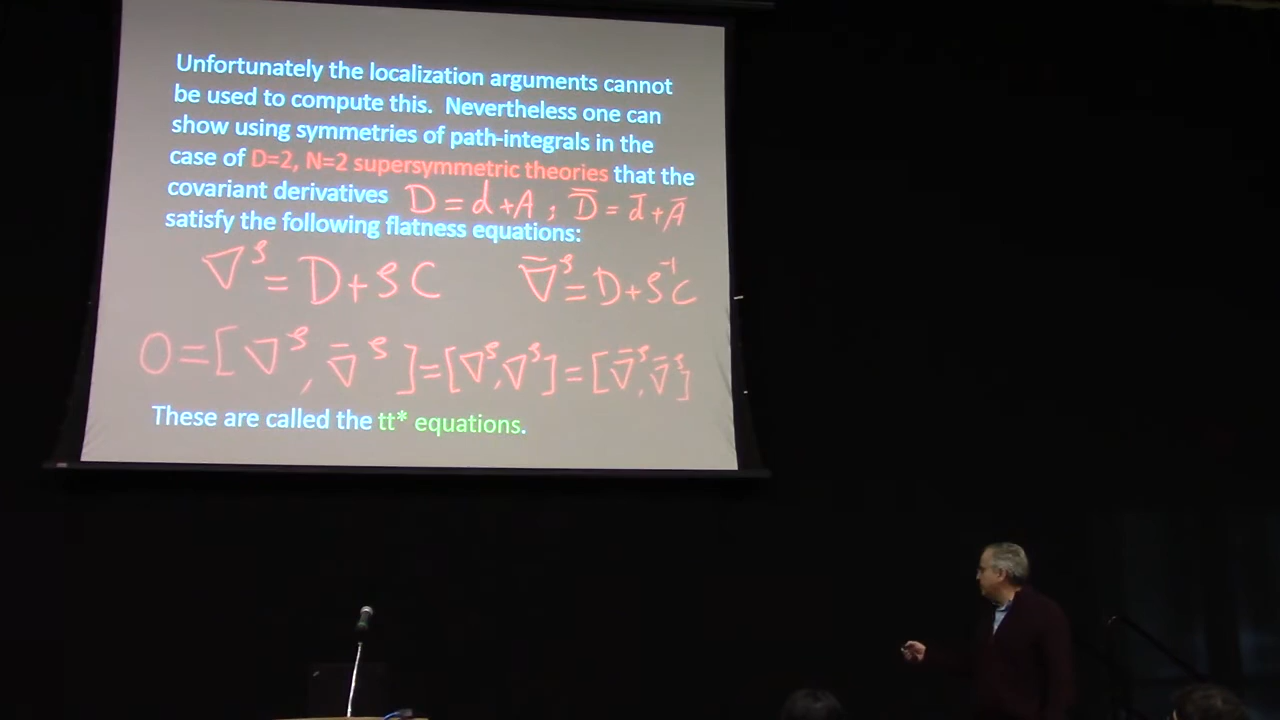 Unfortunately the localization arguments cannot
be used to compute this. Nevertheless one can
show using symmetries of path-integrals in the
case of D=2, N=2 supersymmetric theories that the
covariant derivatives D = d + A ; D̄ = d̄ + Ā
satisfy the following flatness equations:
∇^ζ = D + ζ C    ∇̄^ζ = D + ζ^-1 C
0 = [∇^ζ, ∇̄^ζ] = [∇^ζ, ∇^ζ] = [∇̄^ζ, ∇̄^ζ]
These are called the tt* equations.